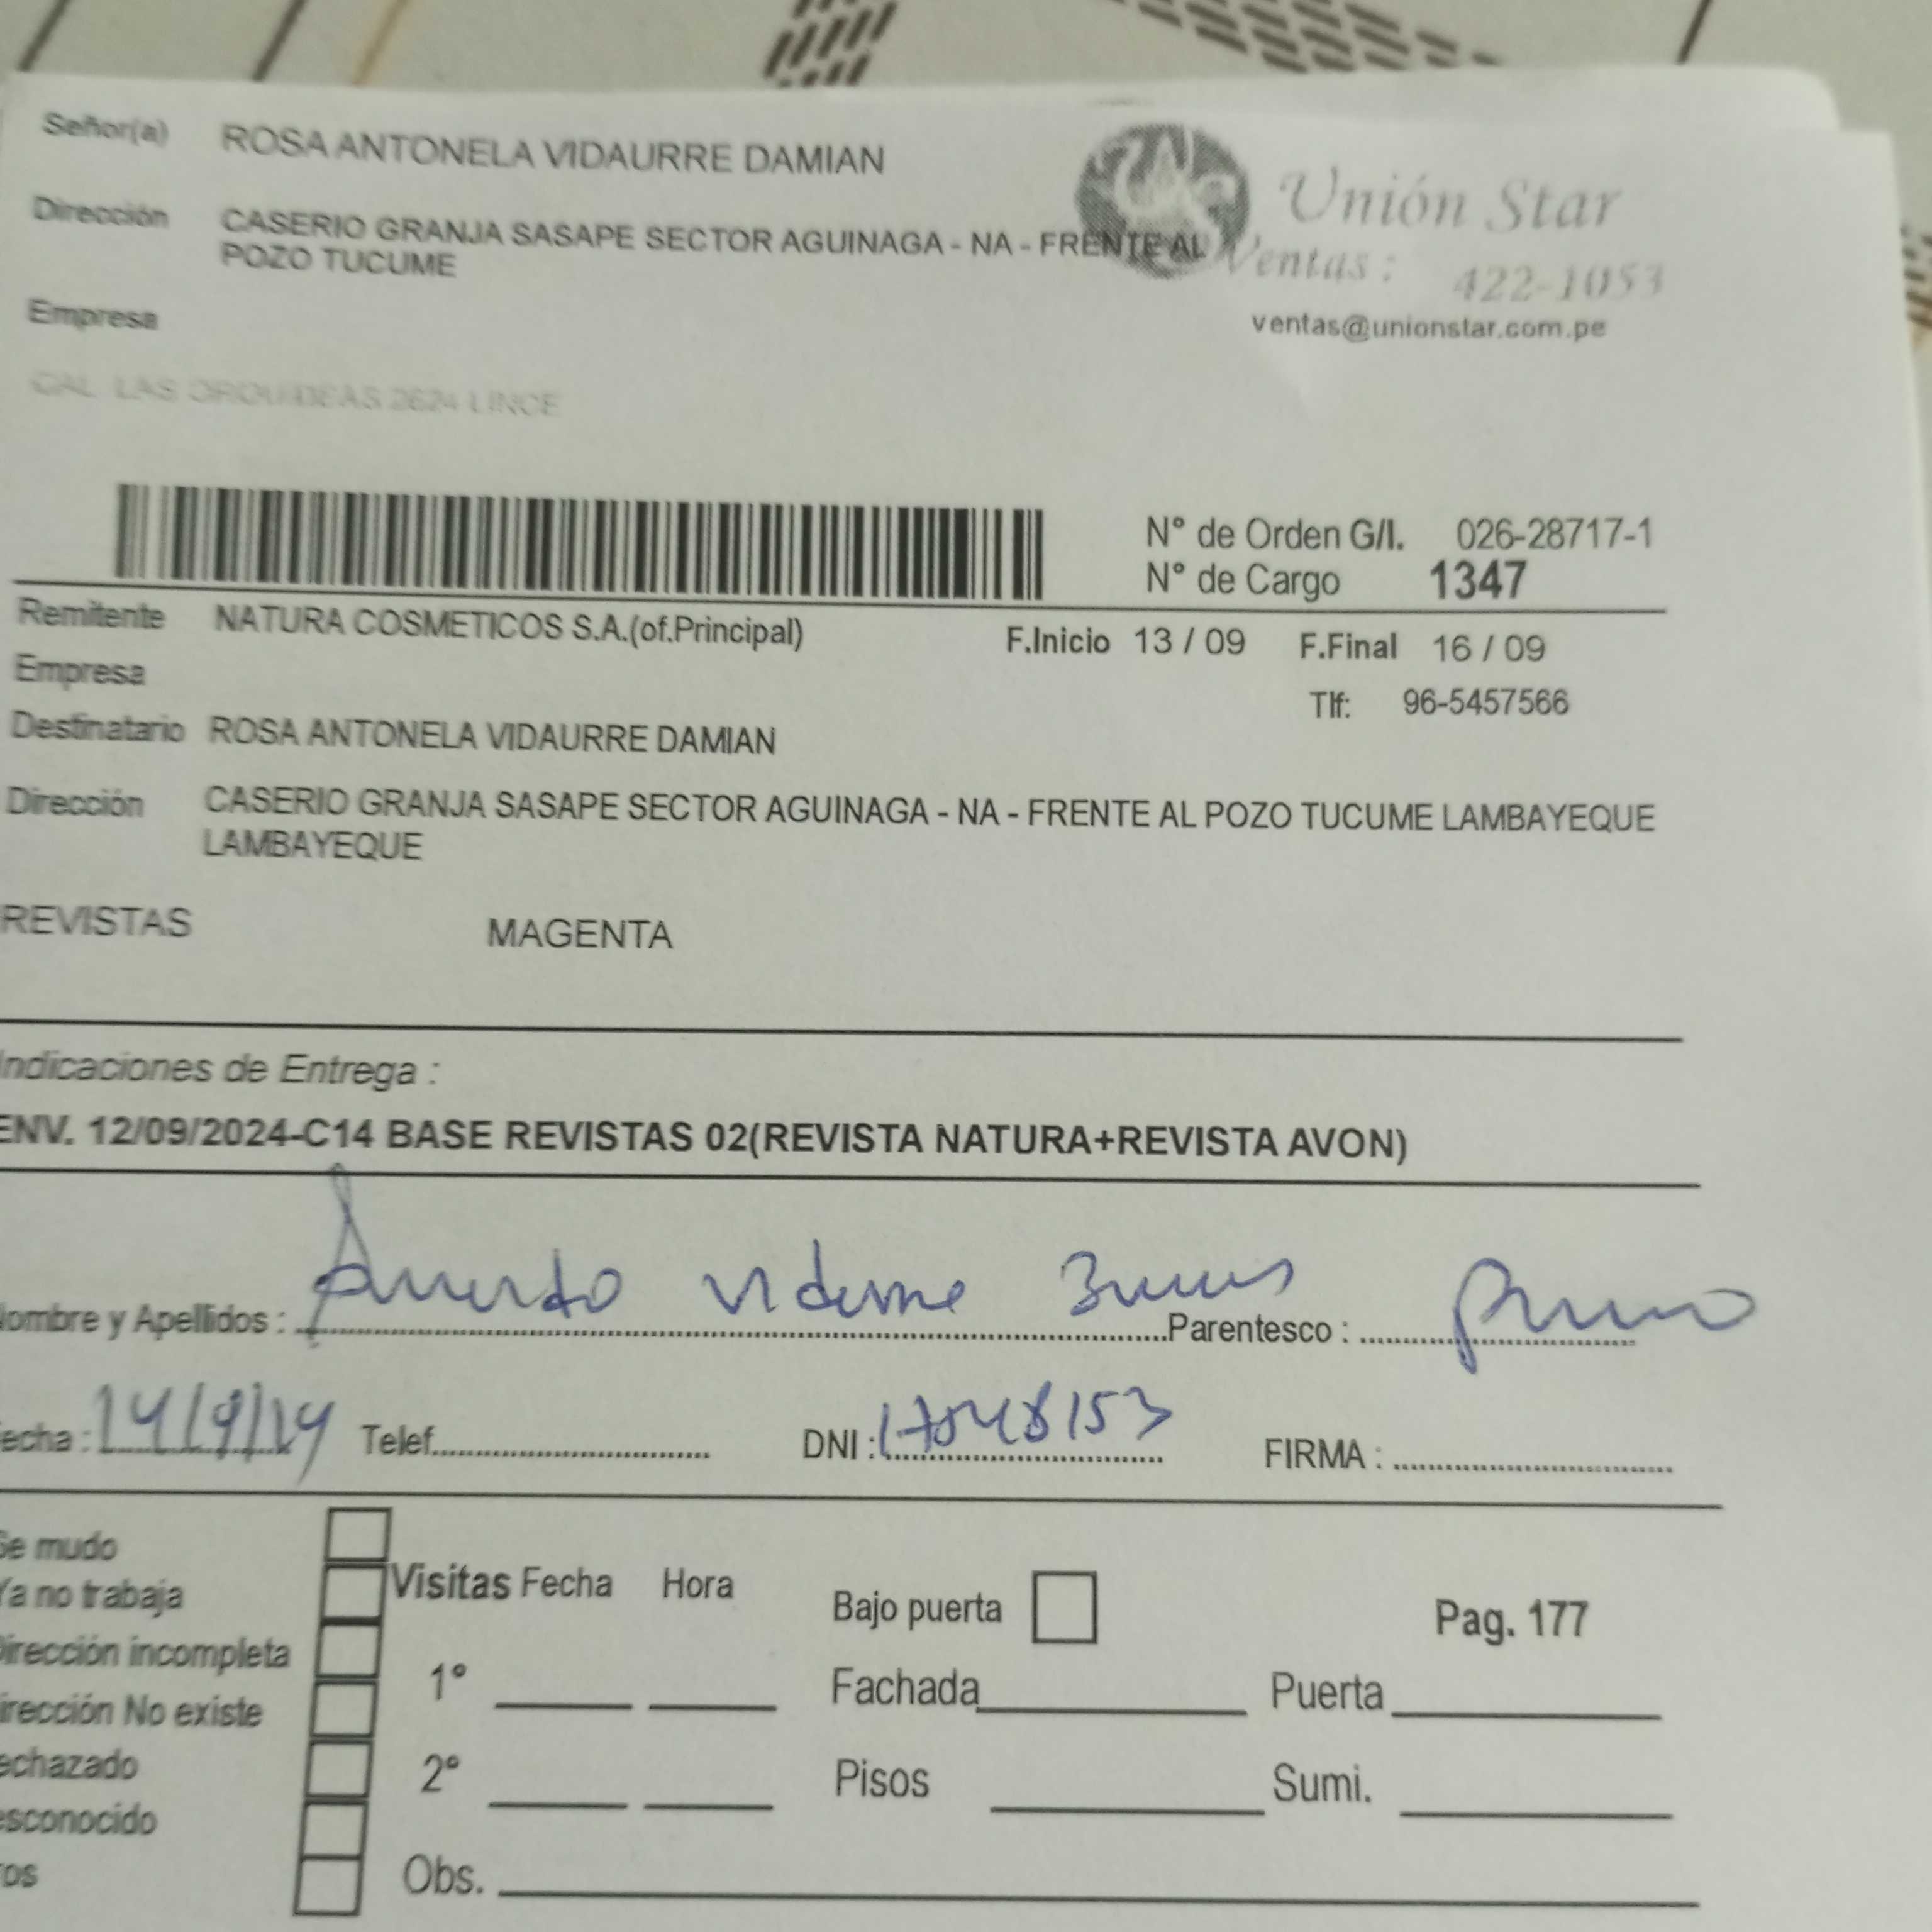 Señor(a) ROSA ANTONELA VIDAURRE DAMIAN
Unión Star
Dirección CASERIO GRANJA SASAPE SECTOR AGUINAGA - NA - FRENTE AL
POZO TUCUME
Ventas : 422-1053
Empresa
ventas@unionstar.com.pe
CAL. LAS ORQUIDEAS 2624 LINCE
N° de Orden G/I. 026-28717-1
N° de Cargo 1347
Remitente NATURA COSMETICOS S.A.(of.Principal) F.Inicio 13 / 09 F.Final 16 / 09
Empresa
Tlf: 96-5457566
Destinatario ROSA ANTONELA VIDAURRE DAMIAN
Dirección CASERIO GRANJA SASAPE SECTOR AGUINAGA - NA - FRENTE AL POZO TUCUME LAMBAYEQUE
LAMBAYEQUE
REVISTAS MAGENTA
Indicaciones de Entrega :
ENV. 12/09/2024-C14 BASE REVISTAS 02(REVISTA NATURA+REVISTA AVON)
ombre y Apellidos : Parentesco :
echa : 14/9/24 Telef. DNI : FIRMA :
Se mudo
Ya no trabaja
Visitas Fecha Hora
Bajo puerta
Pag. 177
Dirección incompleta
1° Fachada Puerta
irección No existe
echazado
2° Pisos Sumi.
esconocido
ros
Obs.